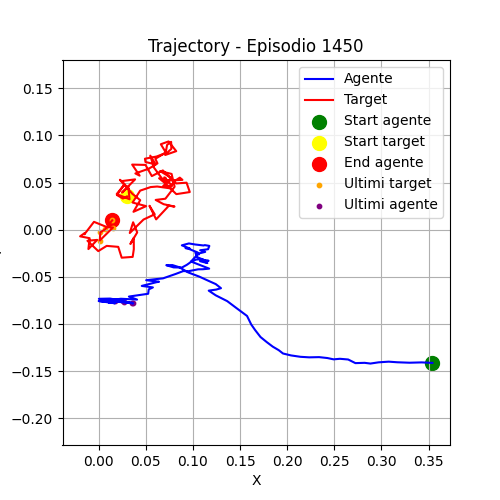 Trajectory - Episodio 1450
Agente
Target
Start agente
Start target
End agente
Ultimi target
Ultimi agente
0.15
0.10
0.05
0.00
−0.05
−0.10
−0.15
−0.20
0.00 0.05 0.10 0.15 0.20 0.25 0.30 0.35
X